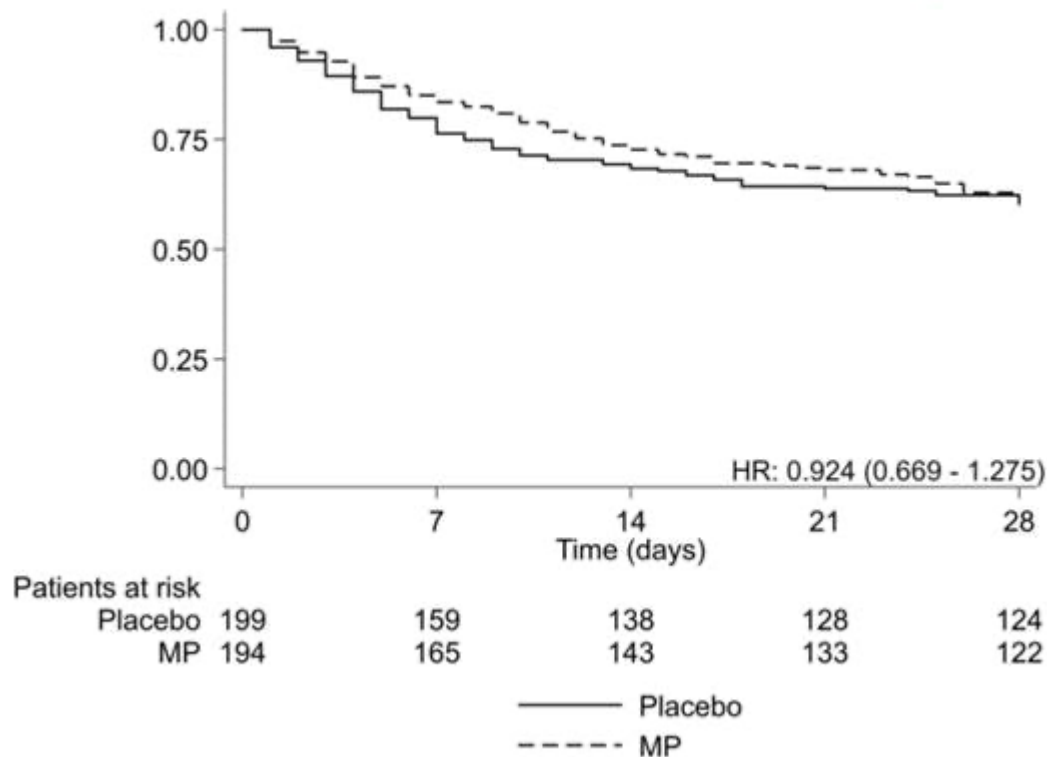 1.00
0.75
0.50
0.25
0.00
HR: 0.924 (0.669 - 1.275)
0 7 14 21 28
Time (days)
Patients at risk
Placebo 199 159 138 128 124
MP 194 165 143 133 122
Placebo
MP